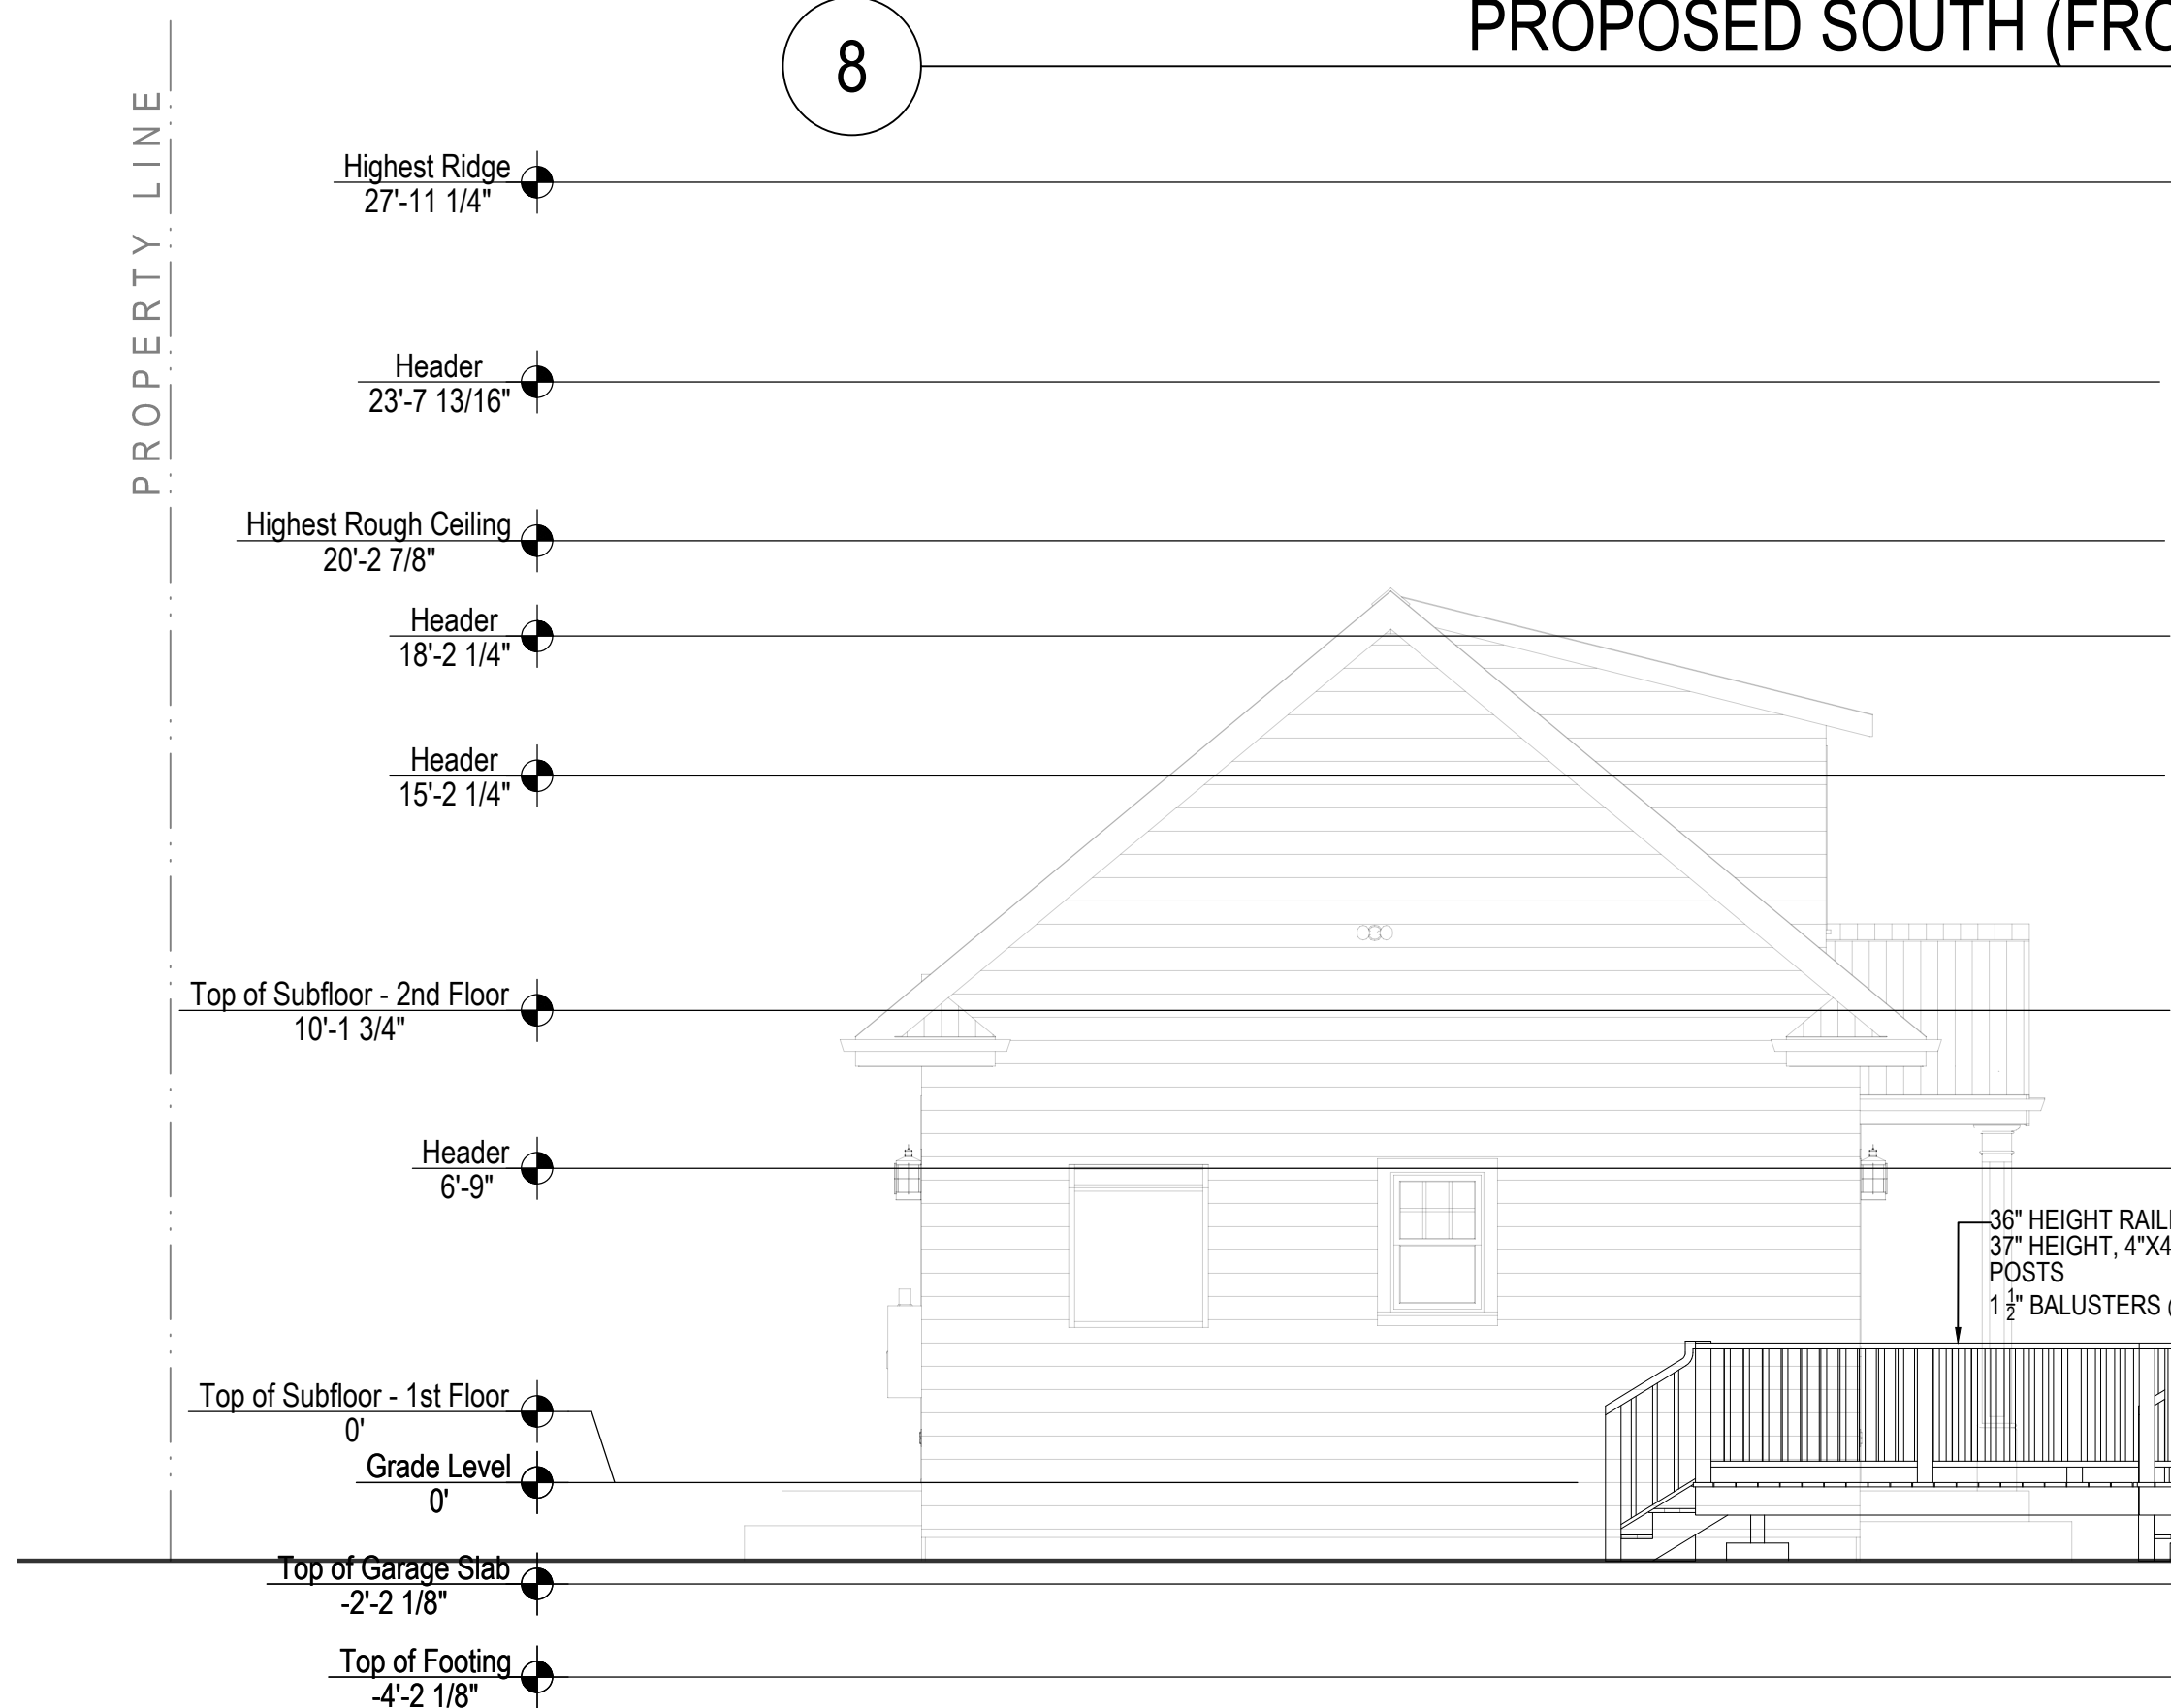 PROPOSED SOUTH
8
PROPERTY LINE
Highest Ridge
27'-11 1/4"
Header
23'-7 13/16"
Highest Rough Ceiling
20'-2 7/8"
Header
18'-2 1/4"
Header
15'-2 1/4"
Top of Subfloor - 2nd Floor
10'-1 3/4"
Header
6'-9"
36" HEIGHT
37" HEIGHT,
POSTS
1 1/2" BALUSTERS
Top of Subfloor - 1st Floor
0'
Grade Level
0'
Top of Garage Slab
-2'-2 1/8"
Top of Footing
-4'-2 1/8"